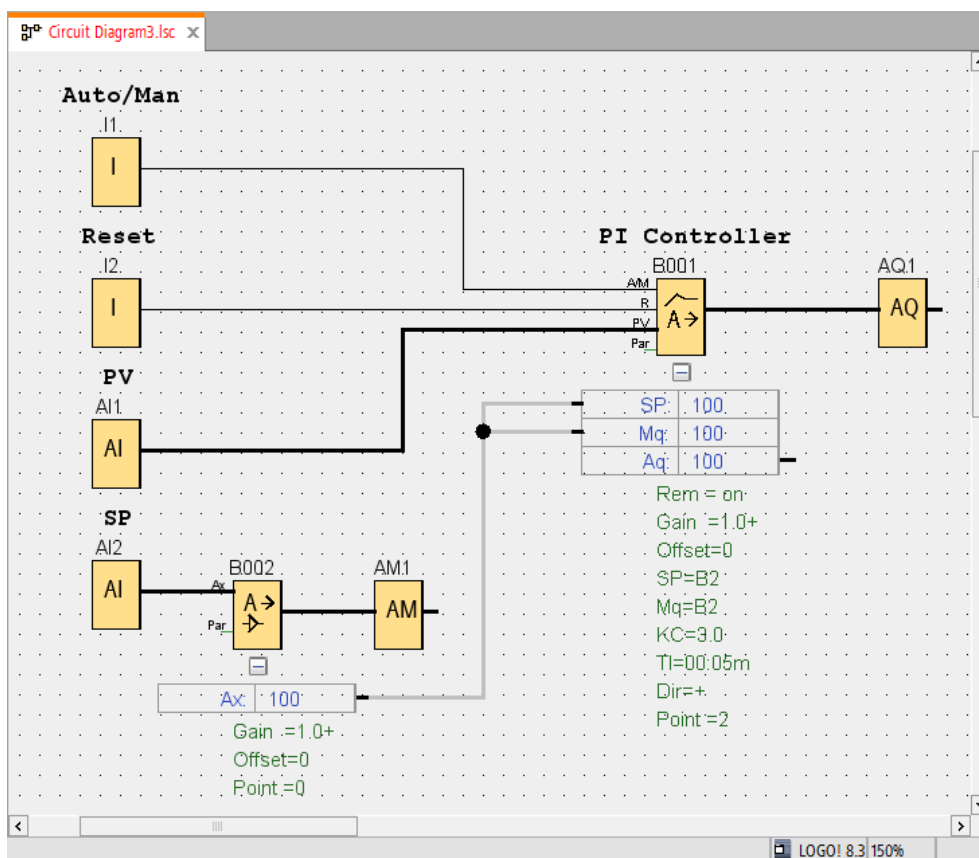 Circuit Diagram3.lsc
Auto/Man
I1
I
Reset
I2
I
PI Controller
B001
A/M
R
PV
Par
A→
AQ1
AQ
PV
AI1
AI
SP: 100
Mq: 100
Aq: 100
Rem = on
Gain =1.0+
Offset=0
SP=B2
Mq=B2
KC=3.0
TI=00:05m
Dir=+
Point =2
SP
AI2
AI
B002
Ax
Par
A→
AM1
AM
Ax: 100
Gain =1.0+
Offset=0
Point =0
LOGO! 8.3 150%